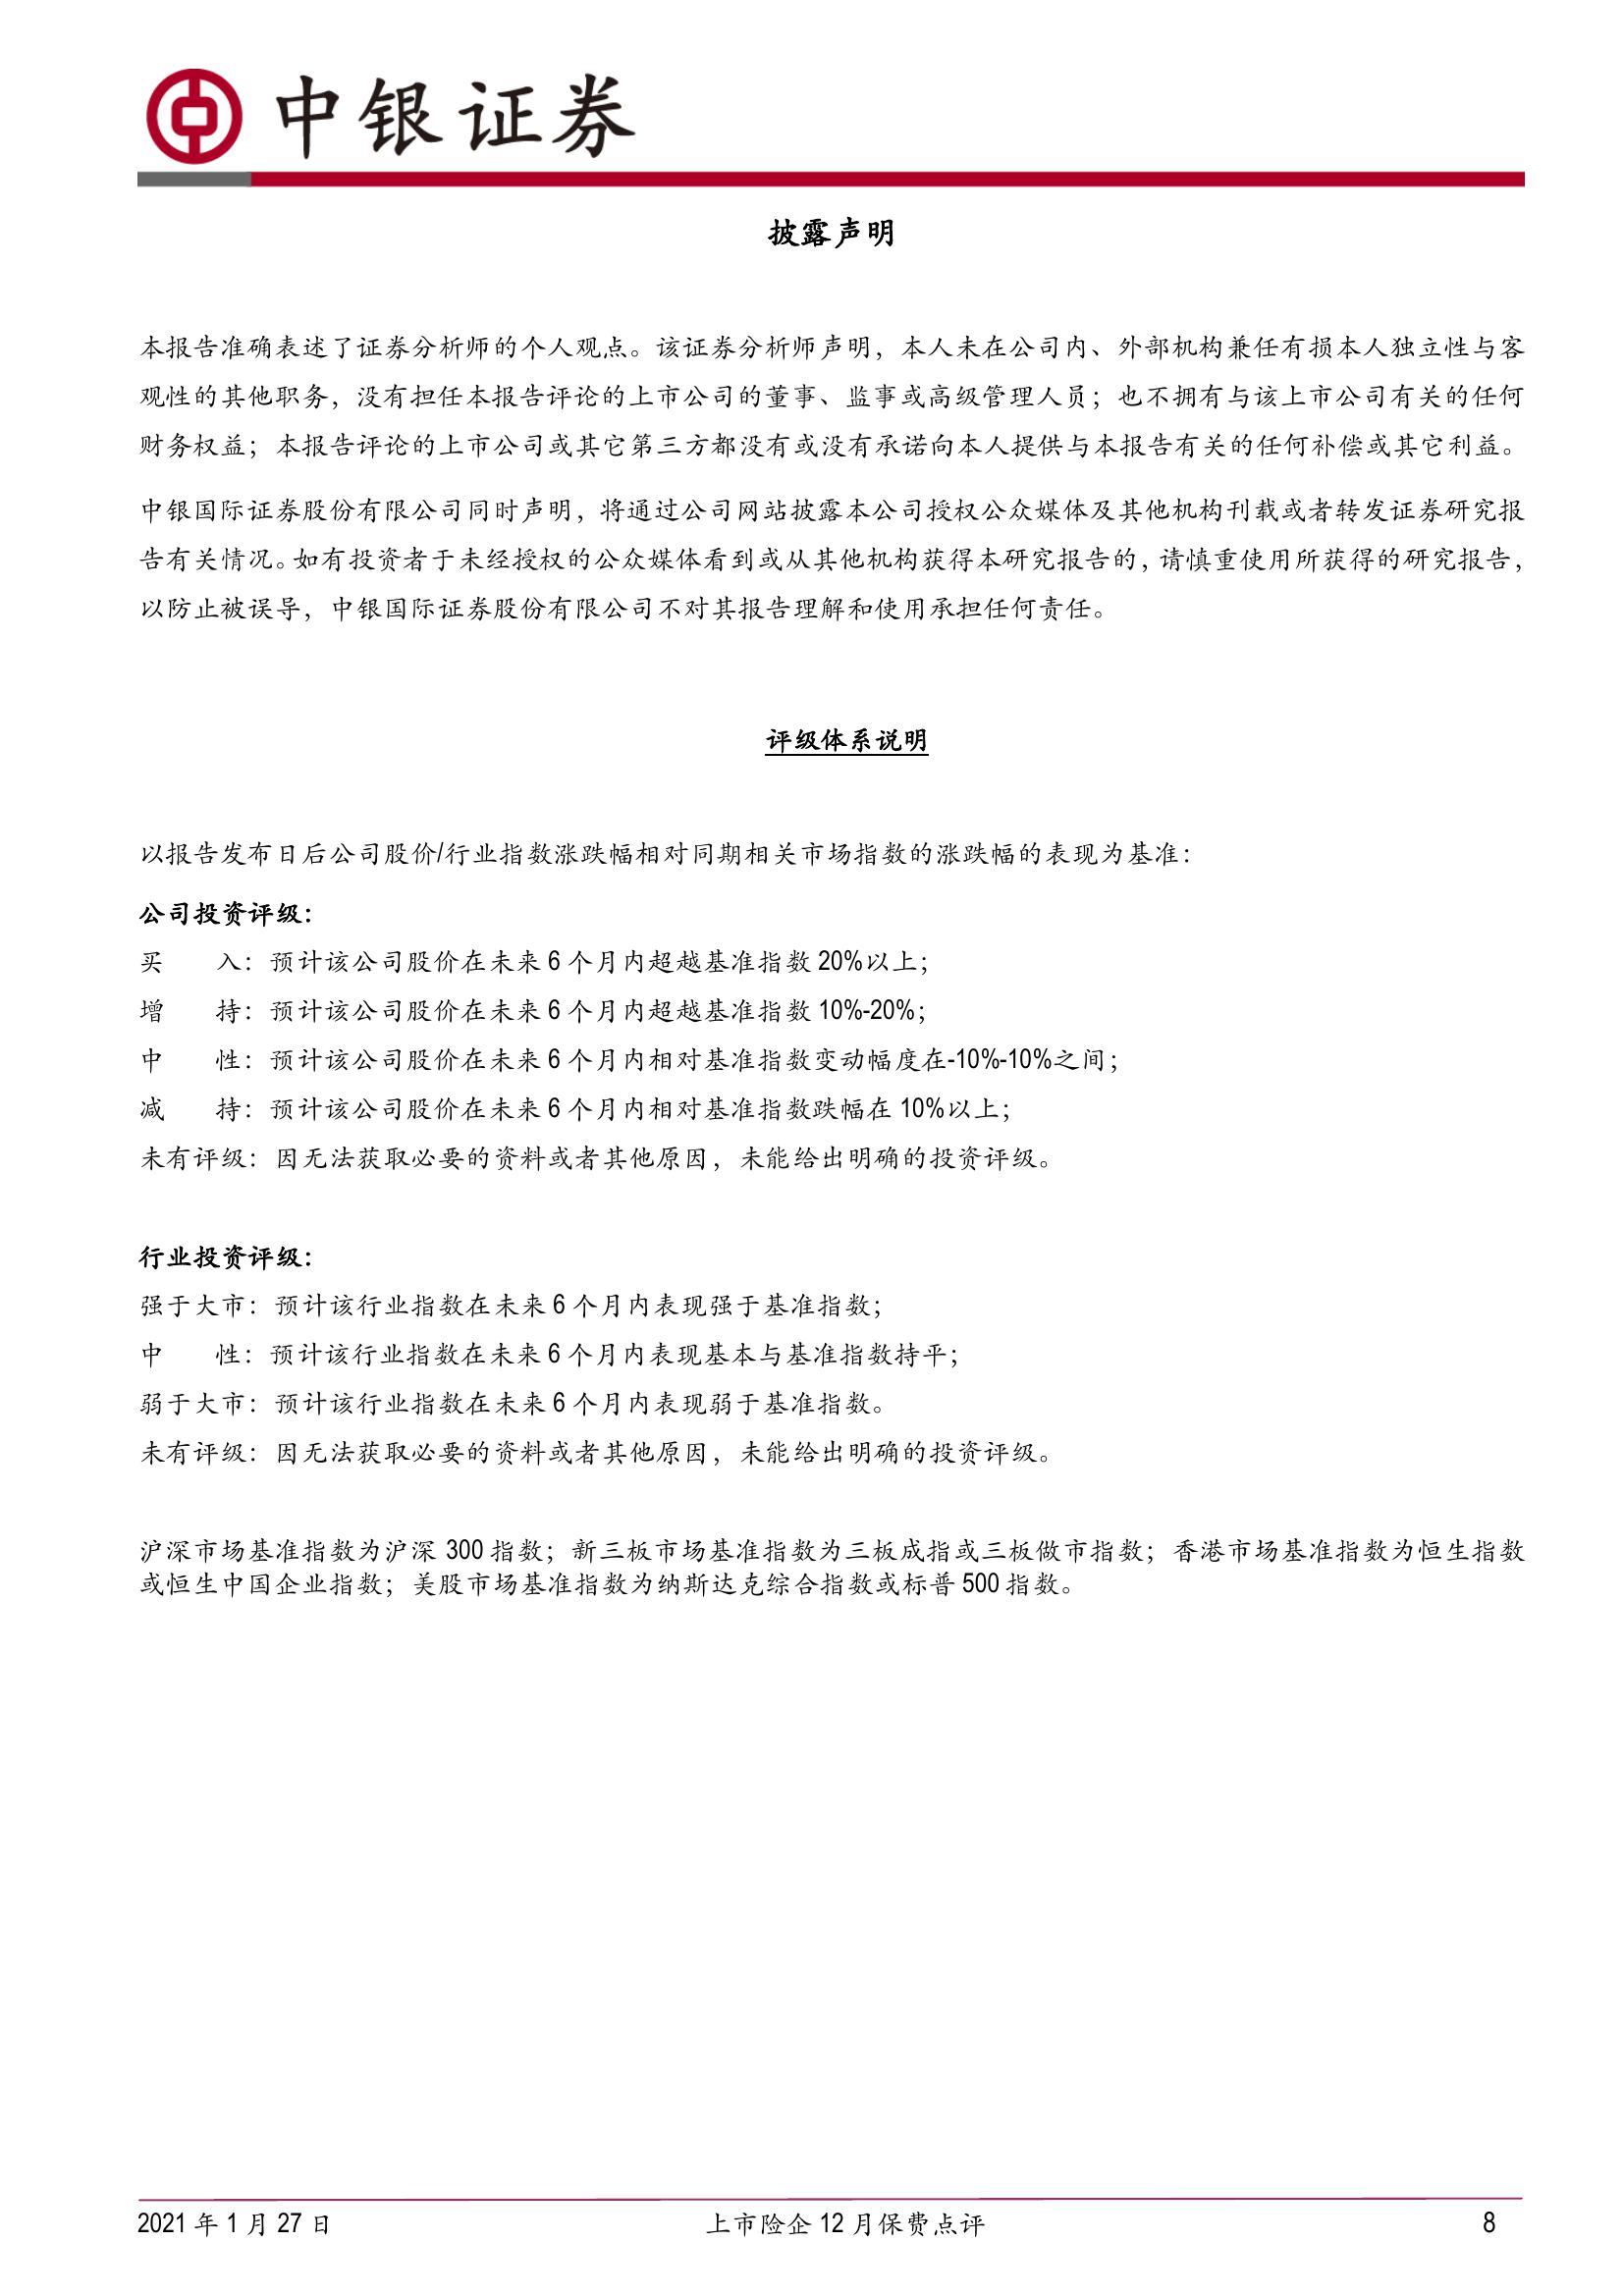 中银证券
披露声明
本报告准确表述了证券分析师的个人观点。该证券分析师声明，本人未在公司内、外部机构兼任有损本人独立性与客
观性的其他职务，没有担任本报告评论的上市公司的董事、监事或高级管理人员；也不拥有与该上市公司有关的任何
财务权益；本报告评论的上市公司或其它第三方都没有或没有承诺向本人提供与本报告有关的任何补偿或其它利益。
中银国际证券股份有限公司同时声明，将通过公司网站披露本公司授权公众媒体及其他机构刊载或者转发证券研究报
告有关情况。如有投资者于未经授权的公众媒体看到或从其他机构获得本研究报告的，请慎重使用所获得的研究报告，
以防止被误导，中银国际证券股份有限公司不对其报告理解和使用承担任何责任。
评级体系说明
以报告发布日后公司股价/行业指数涨跌幅相对同期相关市场指数的涨跌幅的表现为基准：
公司投资评级：
买　　入：预计该公司股价在未来 6 个月内超越基准指数 20%以上；
增　　持：预计该公司股价在未来 6 个月内超越基准指数 10%-20%；
中　　性：预计该公司股价在未来 6 个月内相对基准指数变动幅度在-10%-10%之间；
减　　持：预计该公司股价在未来 6 个月内相对基准指数跌幅在 10%以上；
未有评级：因无法获取必要的资料或者其他原因，未能给出明确的投资评级。
行业投资评级：
强于大市：预计该行业指数在未来 6 个月内表现强于基准指数；
中　　性：预计该行业指数在未来 6 个月内表现基本与基准指数持平；
弱于大市：预计该行业指数在未来 6 个月内表现弱于基准指数。
未有评级：因无法获取必要的资料或者其他原因，未能给出明确的投资评级。
沪深市场基准指数为沪深 300 指数；新三板市场基准指数为三板成指或三板做市指数；香港市场基准指数为恒生指数
或恒生中国企业指数；美股市场基准指数为纳斯达克综合指数或标普 500 指数。
2021 年 1 月 27 日
上市险企 12 月保费点评
8